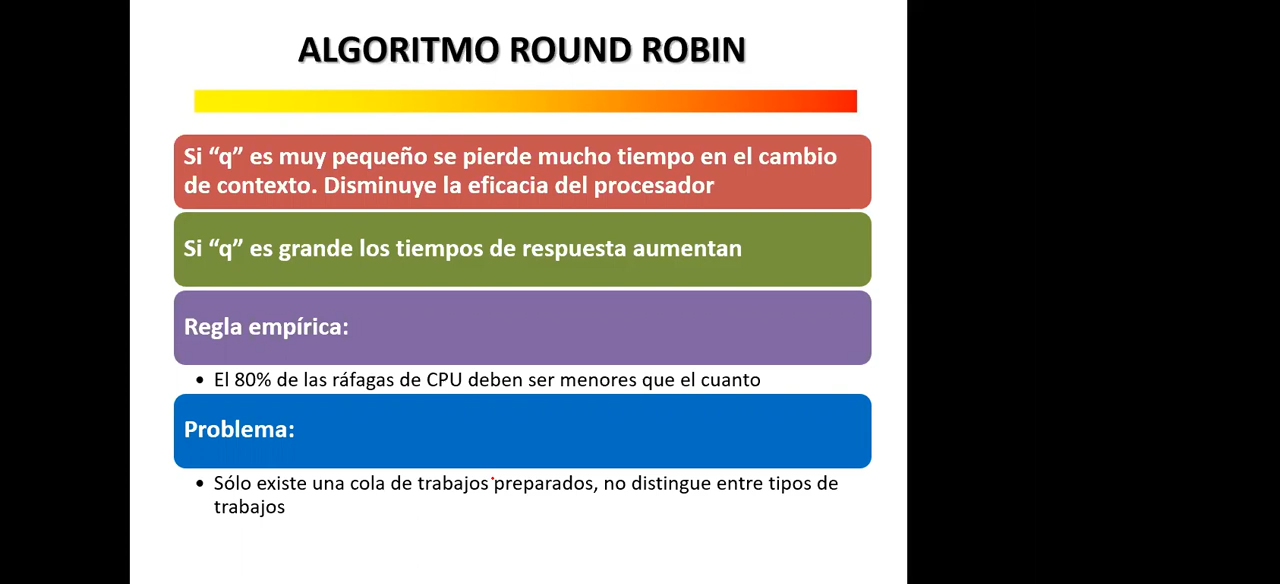 ALGORITMO ROUND ROBIN
Si “q” es muy pequeño se pierde mucho tiempo en el cambio
de contexto. Disminuye la eficacia del procesador
Si “q” es grande los tiempos de respuesta aumentan
Regla empírica:
• El 80% de las ráfagas de CPU deben ser menores que el cuanto
Problema:
• Sólo existe una cola de trabajos preparados, no distingue entre tipos de
trabajos